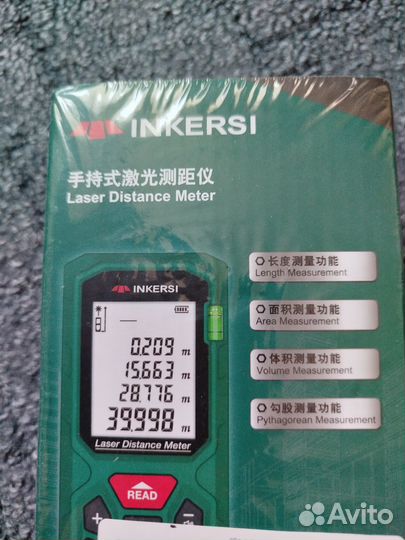 INKERSI
手持式激光测距仪
Laser Distance Meter
长度测量功能
Length Measurement
面积测量功能
Area Measurement
体积测量功能
Volume Measurement
勾股测量功能
Pythagorean Measurement
INKERSI
0.209 m
15.663 m
28.776 m
39.998 m
Laser Distance Meter
READ
+
Avito